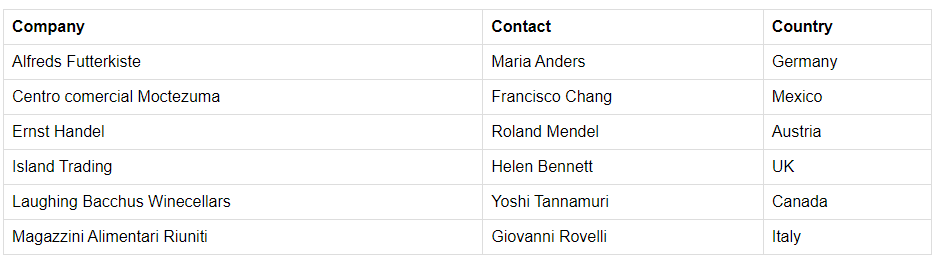 Company Contact Country
Alfreds Futterkiste Maria Anders Germany
Centro comercial Moctezuma Francisco Chang Mexico
Ernst Handel Roland Mendel Austria
Island Trading Helen Bennett UK
Laughing Bacchus Winecellars Yoshi Tannamuri Canada
Magazzini Alimentari Riuniti Giovanni Rovelli Italy